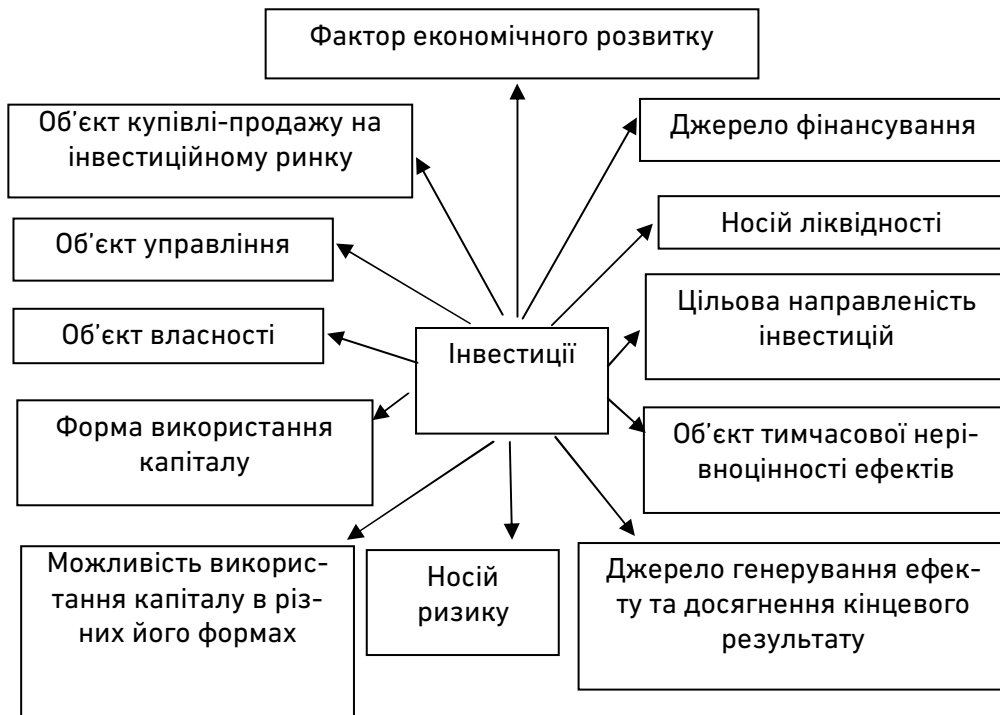 Фактор економічного розвитку
Об’єкт купівлі-продажу на
інвестиційному ринку
Джерело фінансування
Об’єкт управління
Носій ліквідності
Об’єкт власності
Інвестиції
Цільова направленість
інвестицій
Форма використання
капіталу
Об’єкт тимчасової нері-
вноцінності ефектів
Можливість викорис-
тання капіталу в різ-
них його формах
Носій
ризику
Джерело генерування ефек-
ту та досягнення кінцевого
результату